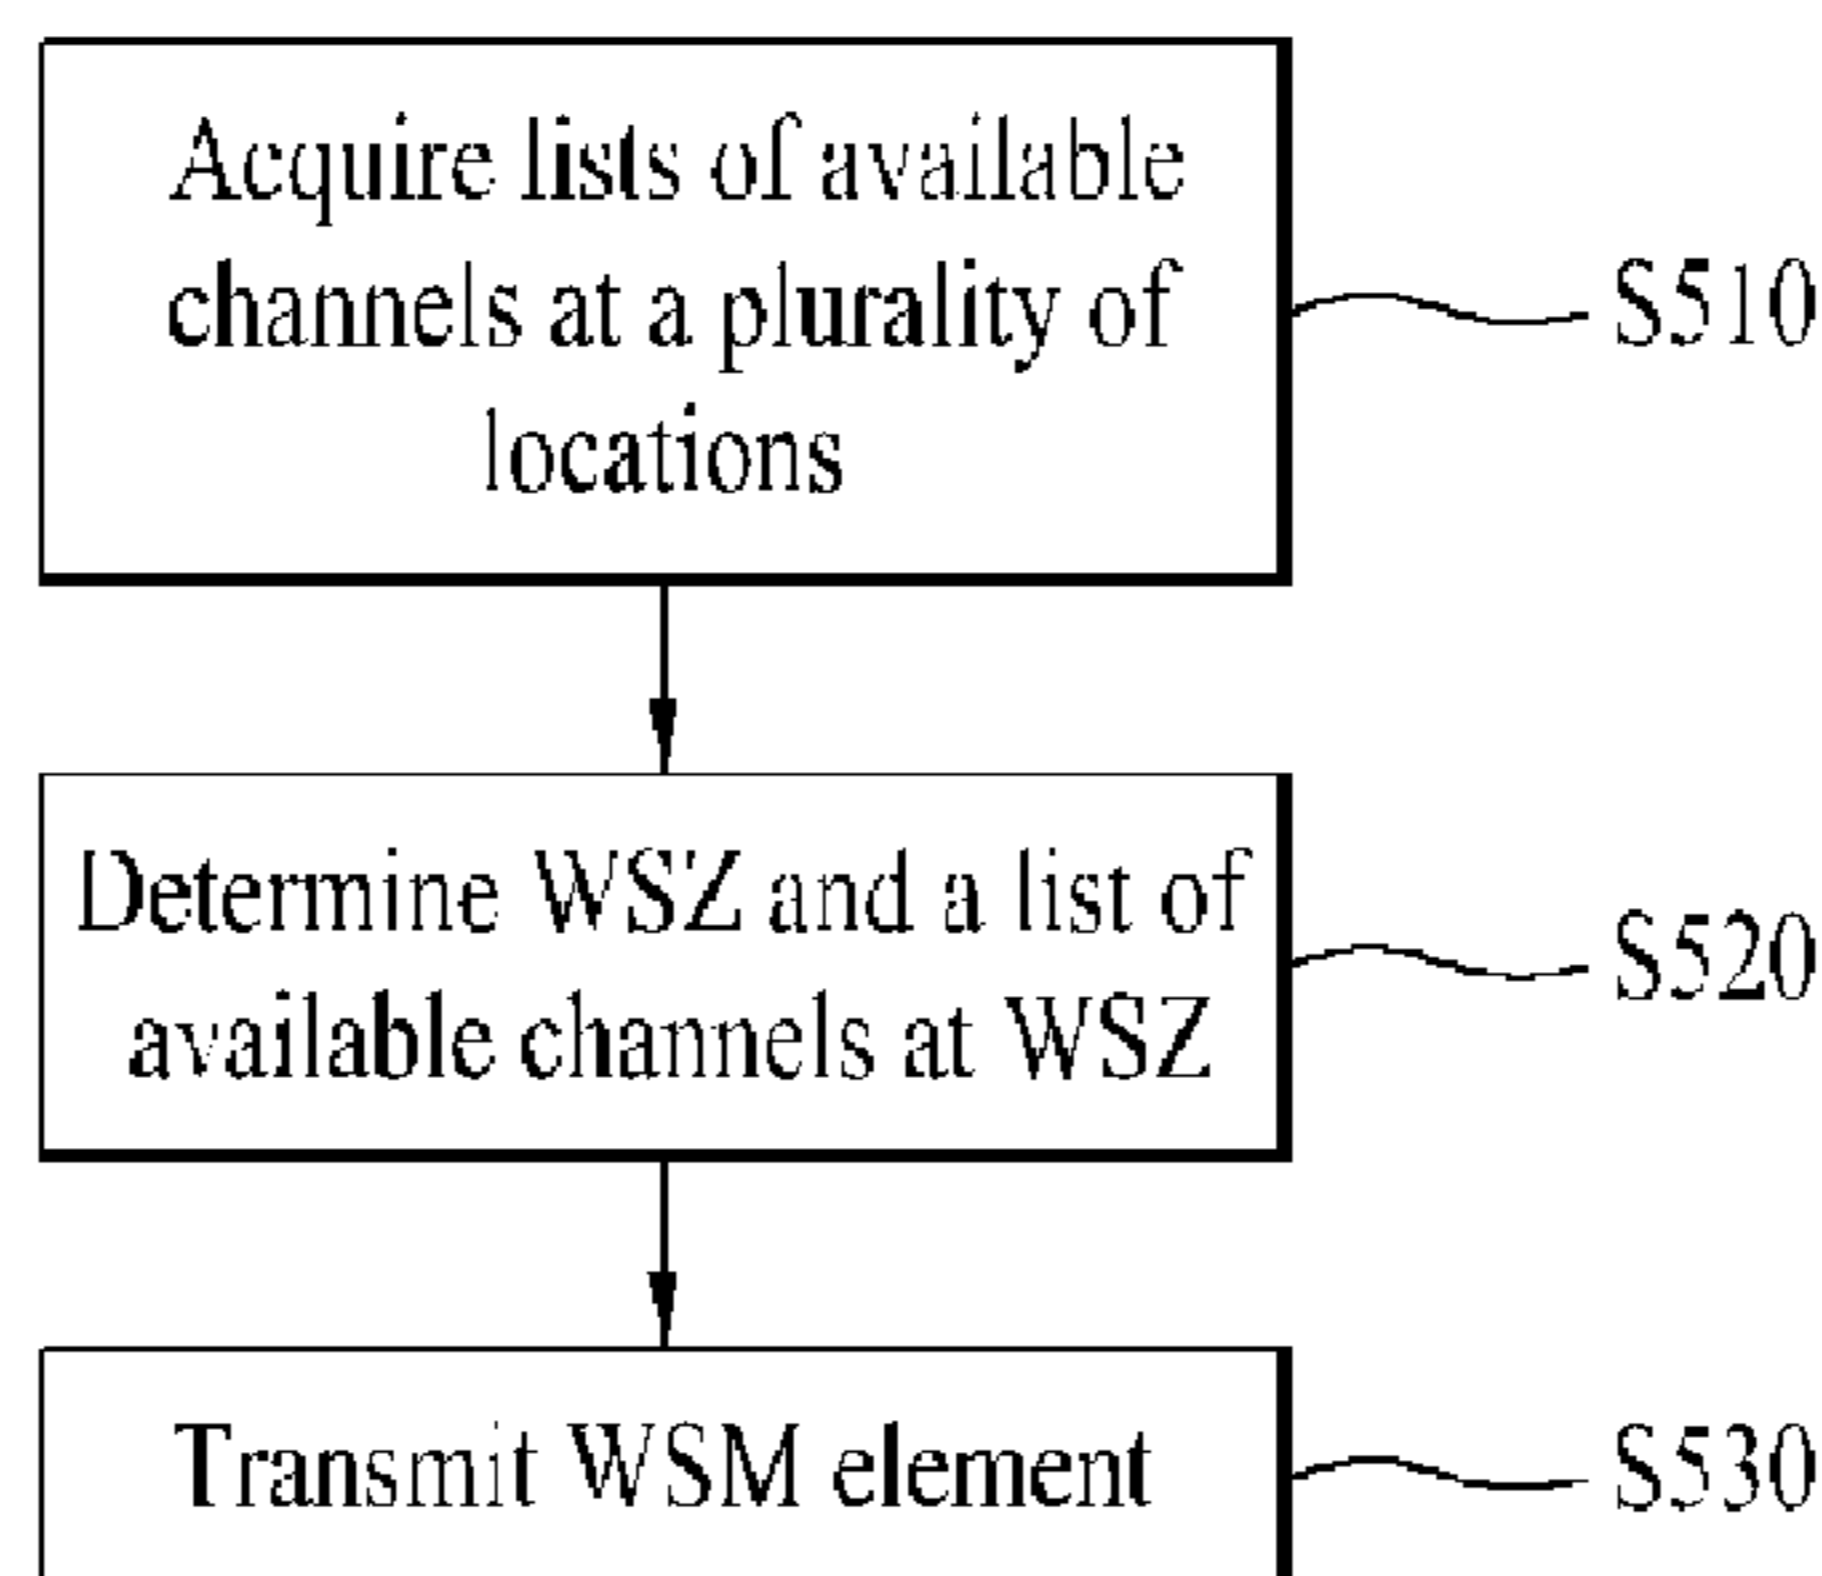 Acquire lists of available
channels at a plurality of
locations
S510
Determine WSZ and a list of
available channels at WSZ
S520
Transmit WSM element
S530